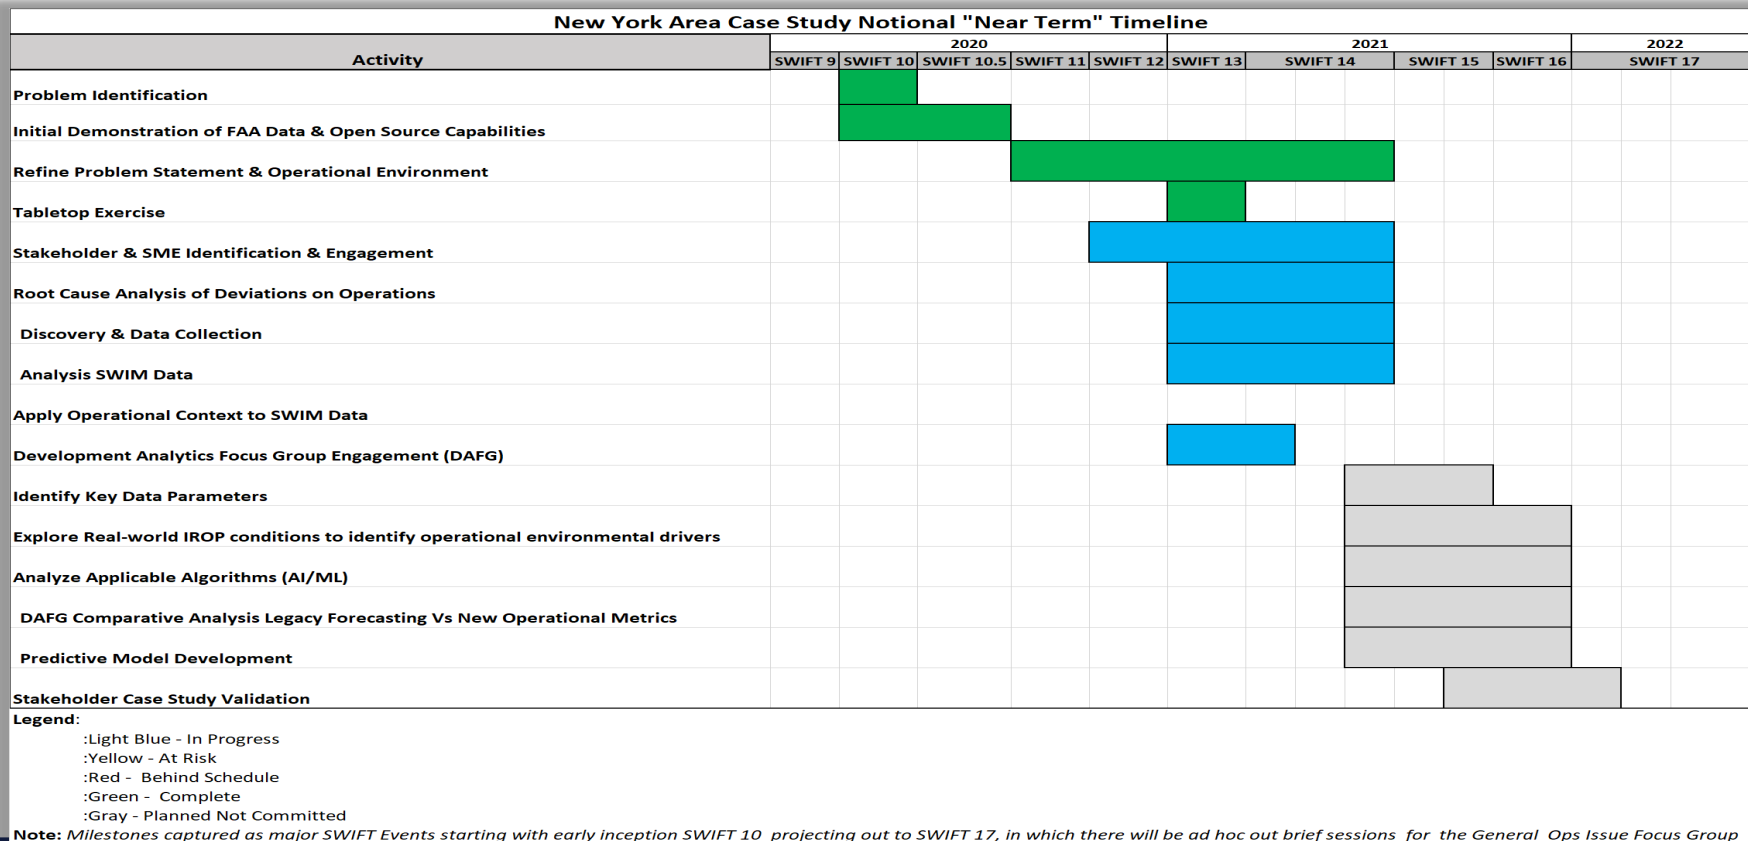 New York Area Case Study Notional "Near Term" Timeline
Activity
2020 2021 2022
SWIFT 9 SWIFT 10 SWIFT 10.5 SWIFT 11 SWIFT 12 SWIFT 13 SWIFT 14 SWIFT 15 SWIFT 16 SWIFT 17
Problem Identification
Initial Demonstration of FAA Data & Open Source Capabilities
Refine Problem Statement & Operational Environment
Tabletop Exercise
Stakeholder & SME Identification & Engagement
Root Cause Analysis of Deviations on Operations
Discovery & Data Collection
Analysis SWIM Data
Apply Operational Context to SWIM Data
Development Analytics Focus Group Engagement (DAFG)
Identify Key Data Parameters
Explore Real-world IROP conditions to identify operational environmental drivers
Analyze Applicable Algorithms (AI/ML)
DAFG Comparative Analysis Legacy Forecasting Vs New Operational Metrics
Predictive Model Development
Stakeholder Case Study Validation
Legend:
:Light Blue - In Progress
:Yellow - At Risk
:Red - Behind Schedule
:Green - Complete
:Gray - Planned Not Committed
Note: Milestones captured as major SWIFT Events starting with early inception SWIFT 10 projecting out to SWIFT 17, in which there will be ad hoc out brief sessions for the General Ops Issue Focus Group